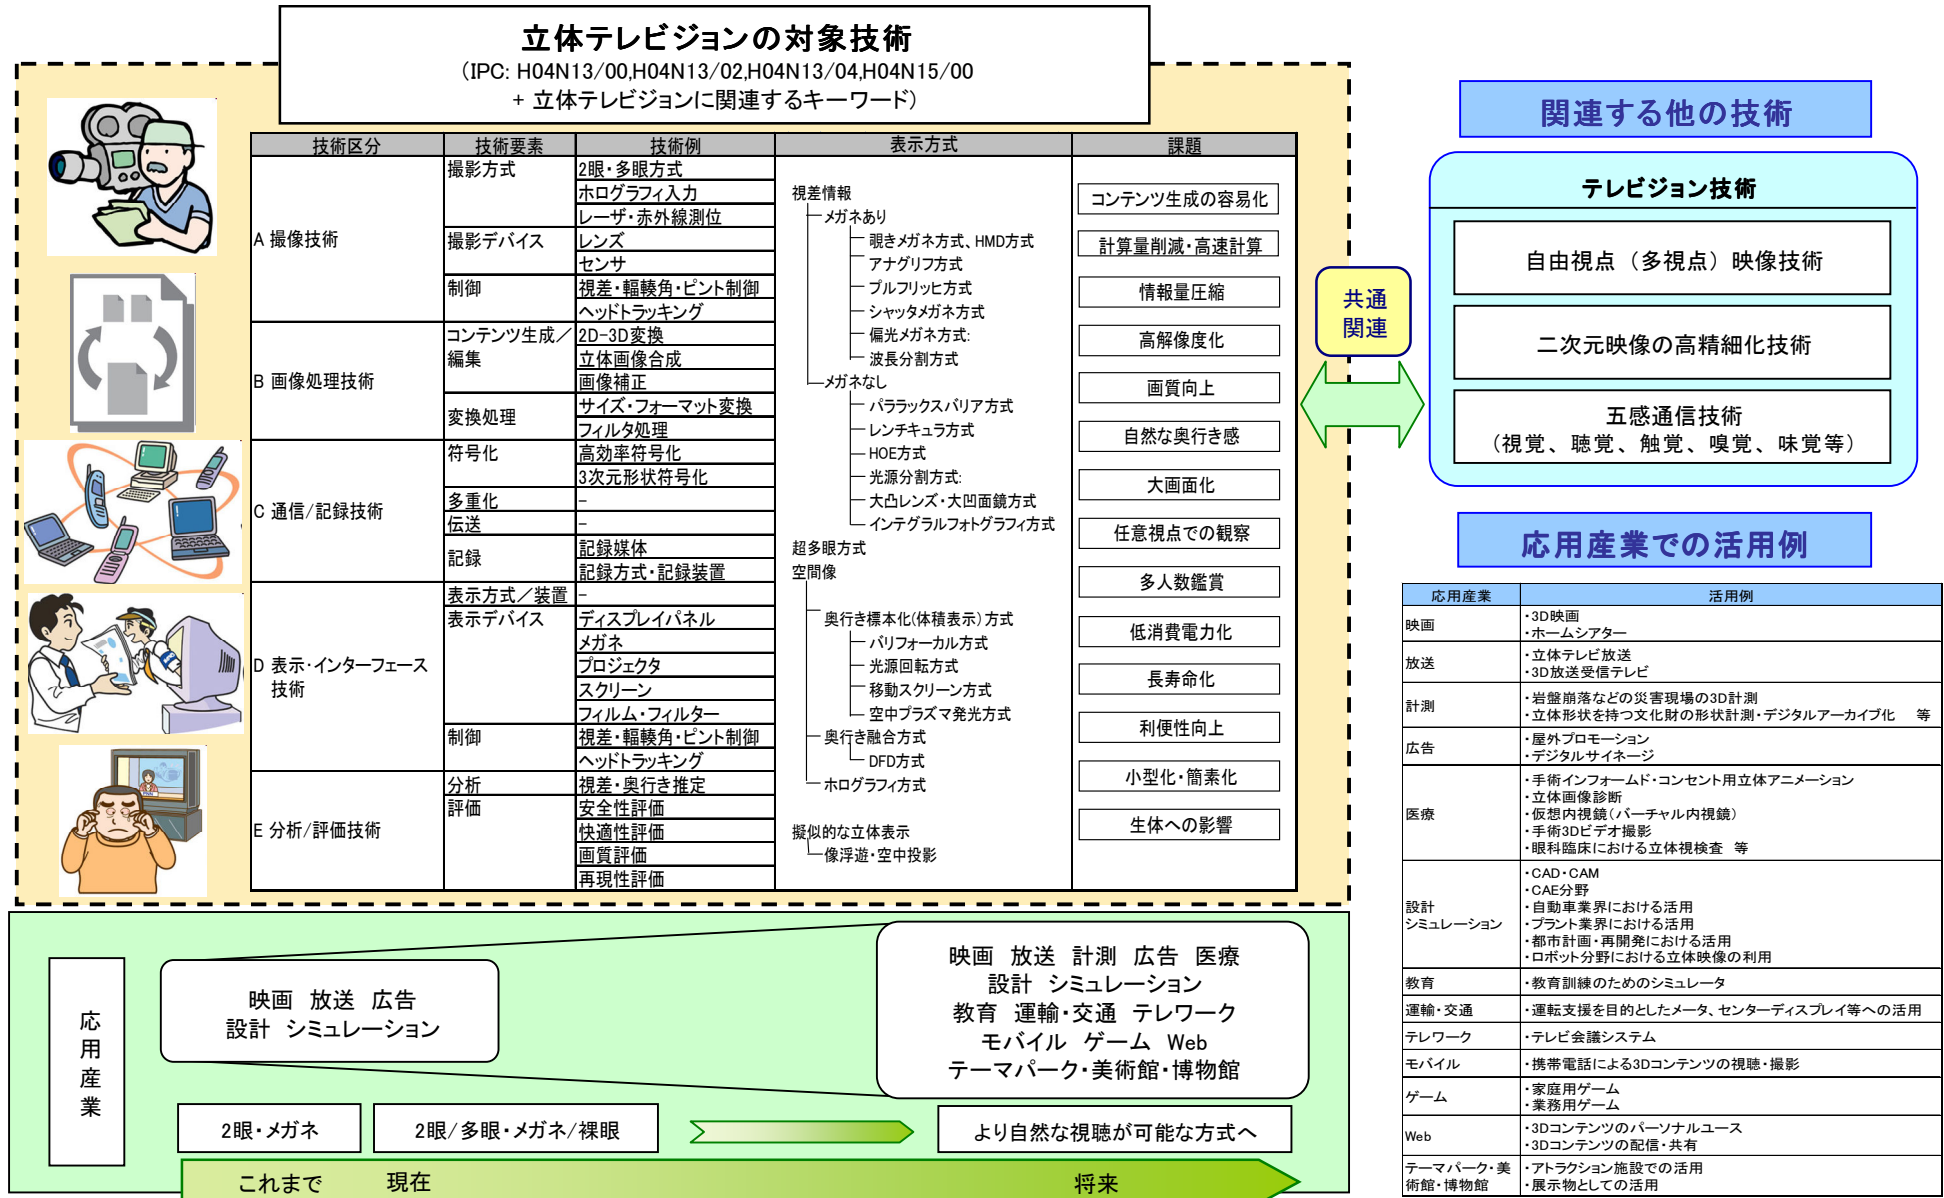 立体テレビジョンの対象技術
（IPC: H04N13/00,H04N13/02,H04N13/04,H04N15/00
+ 立体テレビジョンに関連するキーワード）
技術区分 技術要素 技術例 表示方式 課題
A 撮像技術
撮影方式
2眼・多眼方式
ホログラフィ入力
レーザ・赤外線測位
撮影デバイス
レンズ
センサ
制御
視差・輻輳角・ピント制御
ヘッドトラッキング
B 画像処理技術
コンテンツ生成／
編集
2D-3D変換
立体画像合成
画像補正
変換処理
サイズ・フォーマット変換
フィルタ処理
C 通信/記録技術
符号化
高効率符号化
3次元形状符号化
多重化
-
伝送
-
記録
記録媒体
記録方式・記録装置
D 表示・インターフェース
技術
表示方式／装置
-
表示デバイス
ディスプレイパネル
メガネ
プロジェクタ
スクリーン
フィルム・フィルター
制御
視差・輻輳角・ピント制御
ヘッドトラッキング
E 分析/評価技術
分析
視差・奥行き推定
評価
安全性評価
快適性評価
画質評価
再現性評価
視差情報
メガネあり
覗きメガネ方式、HMD方式
アナグリフ方式
プルフリッヒ方式
シャッタメガネ方式
偏光メガネ方式:
波長分割方式
メガネなし
パララックスバリア方式
レンチキュラ方式
HOE方式
光源分割方式:
大凸レンズ・大凹面鏡方式
インテグラルフォトグラフィ方式
超多眼方式
空間像
奥行き標本化(体積表示)方式
バリフォーカル方式
光源回転方式
移動スクリーン方式
空中プラズマ発光方式
奥行き融合方式
DFD方式
ホログラフィ方式
擬似的な立体表示
像浮遊・空中投影
コンテンツ生成の容易化
計算量削減・高速計算
情報量圧縮
高解像度化
画質向上
自然な奥行き感
大画面化
任意視点での観察
多人数鑑賞
低消費電力化
長寿命化
利便性向上
小型化・簡素化
生体への影響
共通
関連
関連する他の技術
テレビジョン技術
自由視点（多視点）映像技術
二次元映像の高精細化技術
五感通信技術
（視覚、聴覚、触覚、嗅覚、味覚等）
応用産業での活用例
応用産業 活用例
映画
・3D映画
・ホームシアター
放送
・立体テレビ放送
・3D放送受信テレビ
計測
・岩盤崩落などの災害現場の3D計測
・立体形状を持つ文化財の形状計測・デジタルアーカイブ化 等
広告
・屋外プロモーション
・デジタルサイネージ
医療
・手術インフォームド・コンセント用立体アニメーション
・立体画像診断
・仮想内視鏡（バーチャル内視鏡）
・手術3Dビデオ撮影
・眼科臨床における立体視検査 等
設計
シミュレーション
・CAD・CAM
・CAE分野
・自動車業界における活用
・プラント業界における活用
・都市計画・再開発における活用
・ロボット分野における立体映像の利用
教育
・教育訓練のためのシミュレータ
運輸・交通
・運転支援を目的としたメータ、センターディスプレイ等への活用
テレワーク
・テレビ会議システム
モバイル
・携帯電話による3Dコンテンツの視聴・撮影
ゲーム
・家庭用ゲーム
・業務用ゲーム
Web
・3Dコンテンツのパーソナルユース
・3Dコンテンツの配信・共有
テーマパーク・美
術館・博物館
・アトラクション施設での活用
・展示物としての活用
応用産業
映画 放送 広告
設計 シミュレーション
映画 放送 計測 広告 医療
設計 シミュレーション
教育 運輸・交通 テレワーク
モバイル ゲーム Web
テーマパーク・美術館・博物館
2眼・メガネ
2眼/多眼・メガネ/裸眼
より自然な視聴が可能な方式へ
これまで 現在 将来